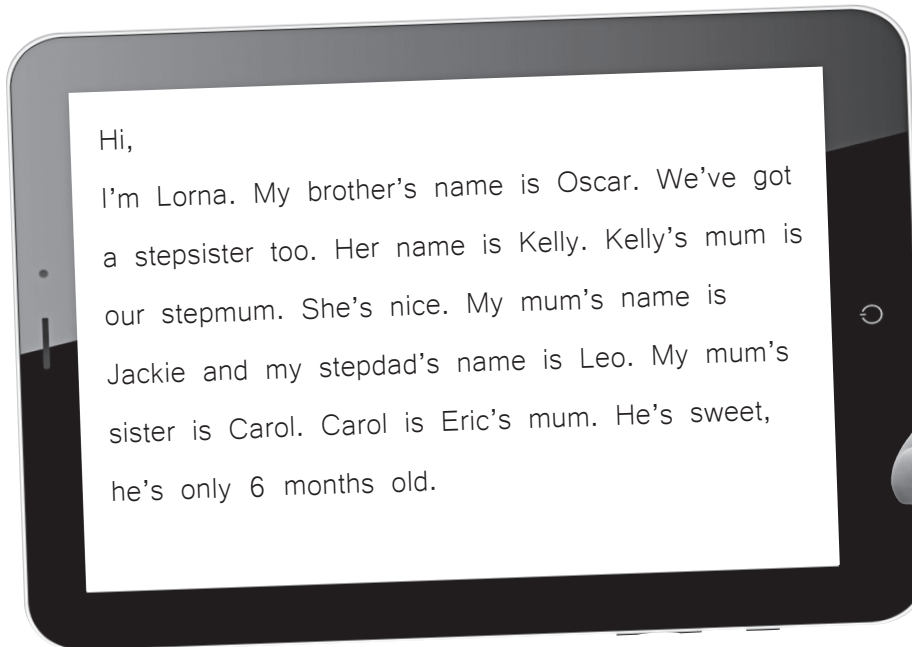 Hi,
I’m Lorna. My brother’s name is Oscar. We’ve got
a stepsister too. Her name is Kelly. Kelly’s mum is
our stepmum. She’s nice. My mum’s name is
Jackie and my stepdad’s name is Leo. My mum’s
sister is Carol. Carol is Eric’s mum. He’s sweet,
he’s only 6 months old.